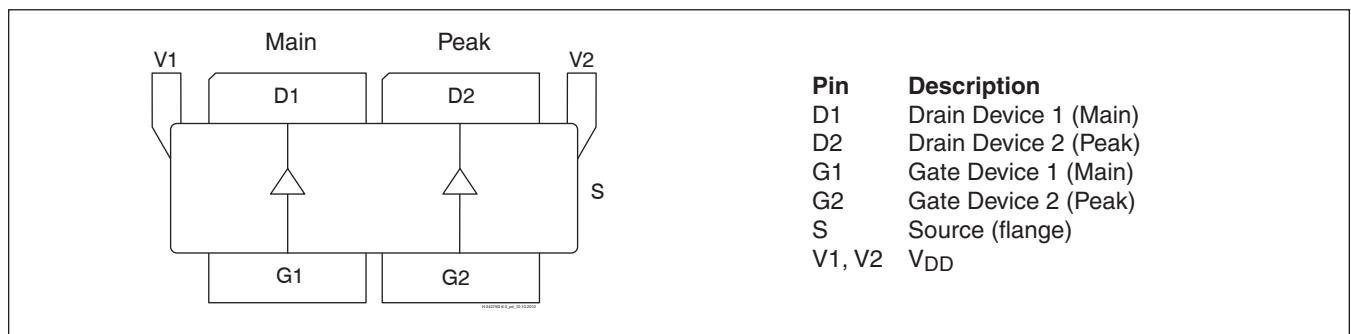 Main Peak
V1 V2
D1 D2
S
G1 G2
Pin Description
D1 Drain Device 1 (Main)
D2 Drain Device 2 (Peak)
G1 Gate Device 1 (Main)
G2 Gate Device 2 (Peak)
S Source (flange)
V1, V2 VDD